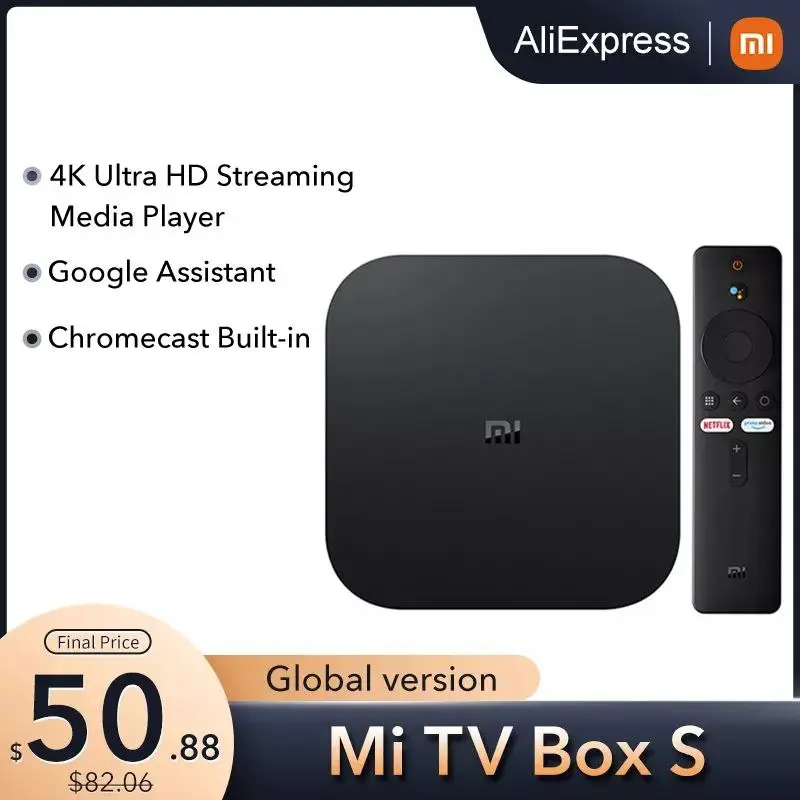 AliExpress
mi
4K Ultra HD Streaming
Media Player
Google Assistant
Chromecast Built-in
mi
NETFLIX
prime video
mi
Final Price
$50.88
$82.06
Global version
Mi TV Box S